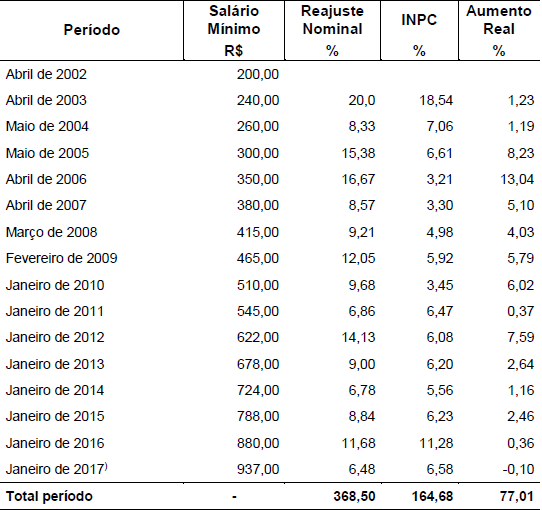 Período Salário Mínimo R$ Reajuste Nominal % INPC % Aumento Real %
Abril de 2002 200,00
Abril de 2003 240,00 20,0 18,54 1,23
Maio de 2004 260,00 8,33 7,06 1,19
Maio de 2005 300,00 15,38 6,61 8,23
Abril de 2006 350,00 16,67 3,21 13,04
Abril de 2007 380,00 8,57 3,30 5,10
Março de 2008 415,00 9,21 4,98 4,03
Fevereiro de 2009 465,00 12,05 5,92 5,79
Janeiro de 2010 510,00 9,68 3,45 6,02
Janeiro de 2011 545,00 6,86 6,47 0,37
Janeiro de 2012 622,00 14,13 6,08 7,59
Janeiro de 2013 678,00 9,00 6,20 2,64
Janeiro de 2014 724,00 6,78 5,56 1,16
Janeiro de 2015 788,00 8,84 6,23 2,46
Janeiro de 2016 880,00 11,68 11,28 0,36
Janeiro de 2017) 937,00 6,48 6,58 -0,10
Total período - 368,50 164,68 77,01